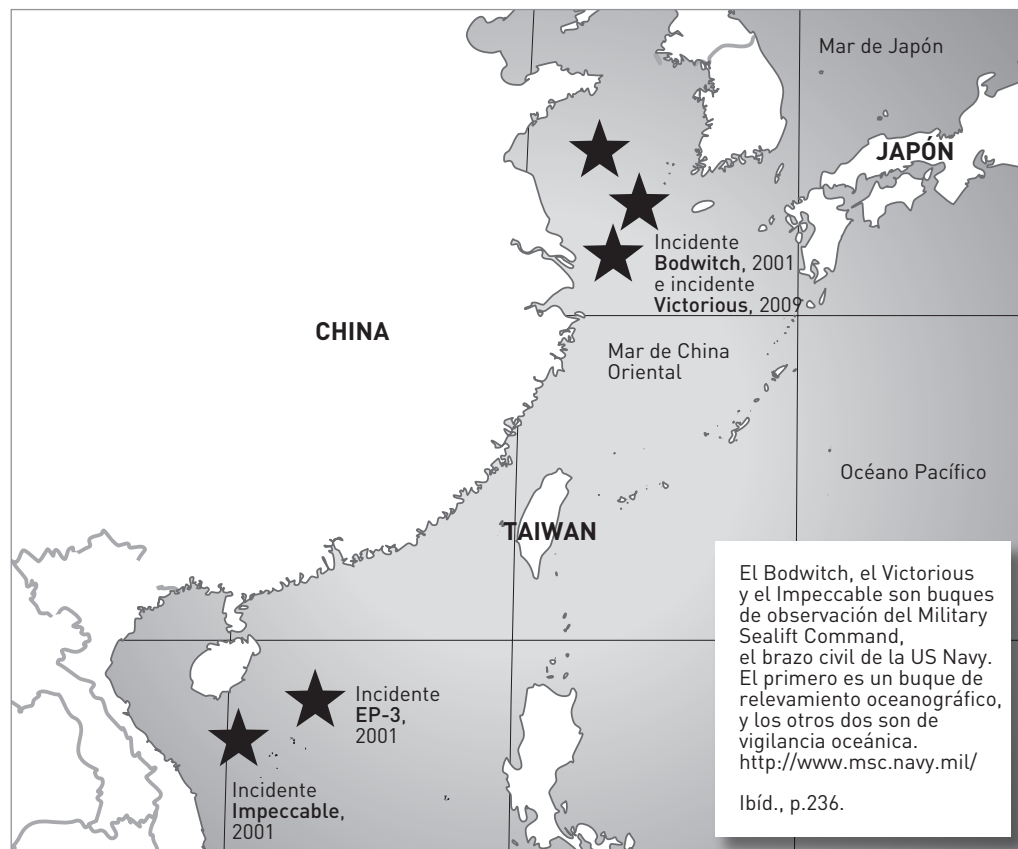 Mar de Japón
JAPÓN
Incidente
Bodwitch, 2001
e incidente
Victorious, 2009
CHINA
Mar de China
Oriental
Océano Pacífico
TAIWAN
El Bodwitch, el Victorious
y el Impeccable son buques
de observación del Military
Sealift Command,
el brazo civil de la US Navy.
El primero es un buque de
relevamiento oceanográfico,
y los otros dos son de
vigilancia oceánica.
http://www.msc.navy.mil/
Ibíd., p.236.
Incidente
EP-3,
2001
Incidente
Impeccable,
2001